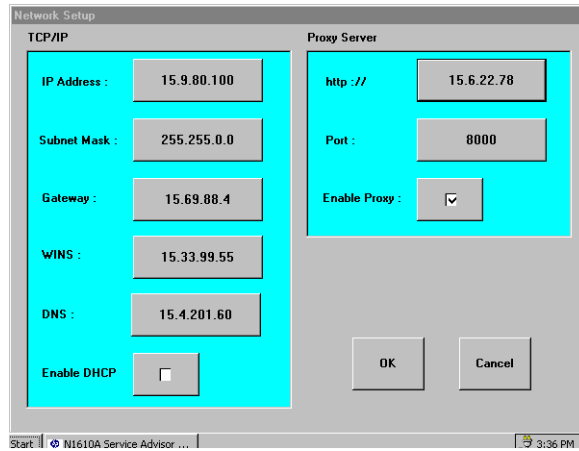 Network Setup
TCP/IP
IP Address : 15.9.80.100
Subnet Mask : 255.255.0.0
Gateway : 15.69.88.4
WINS : 15.33.99.55
DNS : 15.4.201.60
Enable DHCP
Proxy Server
http :// 15.6.22.78
Port : 8000
Enable Proxy :
OK Cancel
Start N1610A Service Advisor ... 3:36 PM